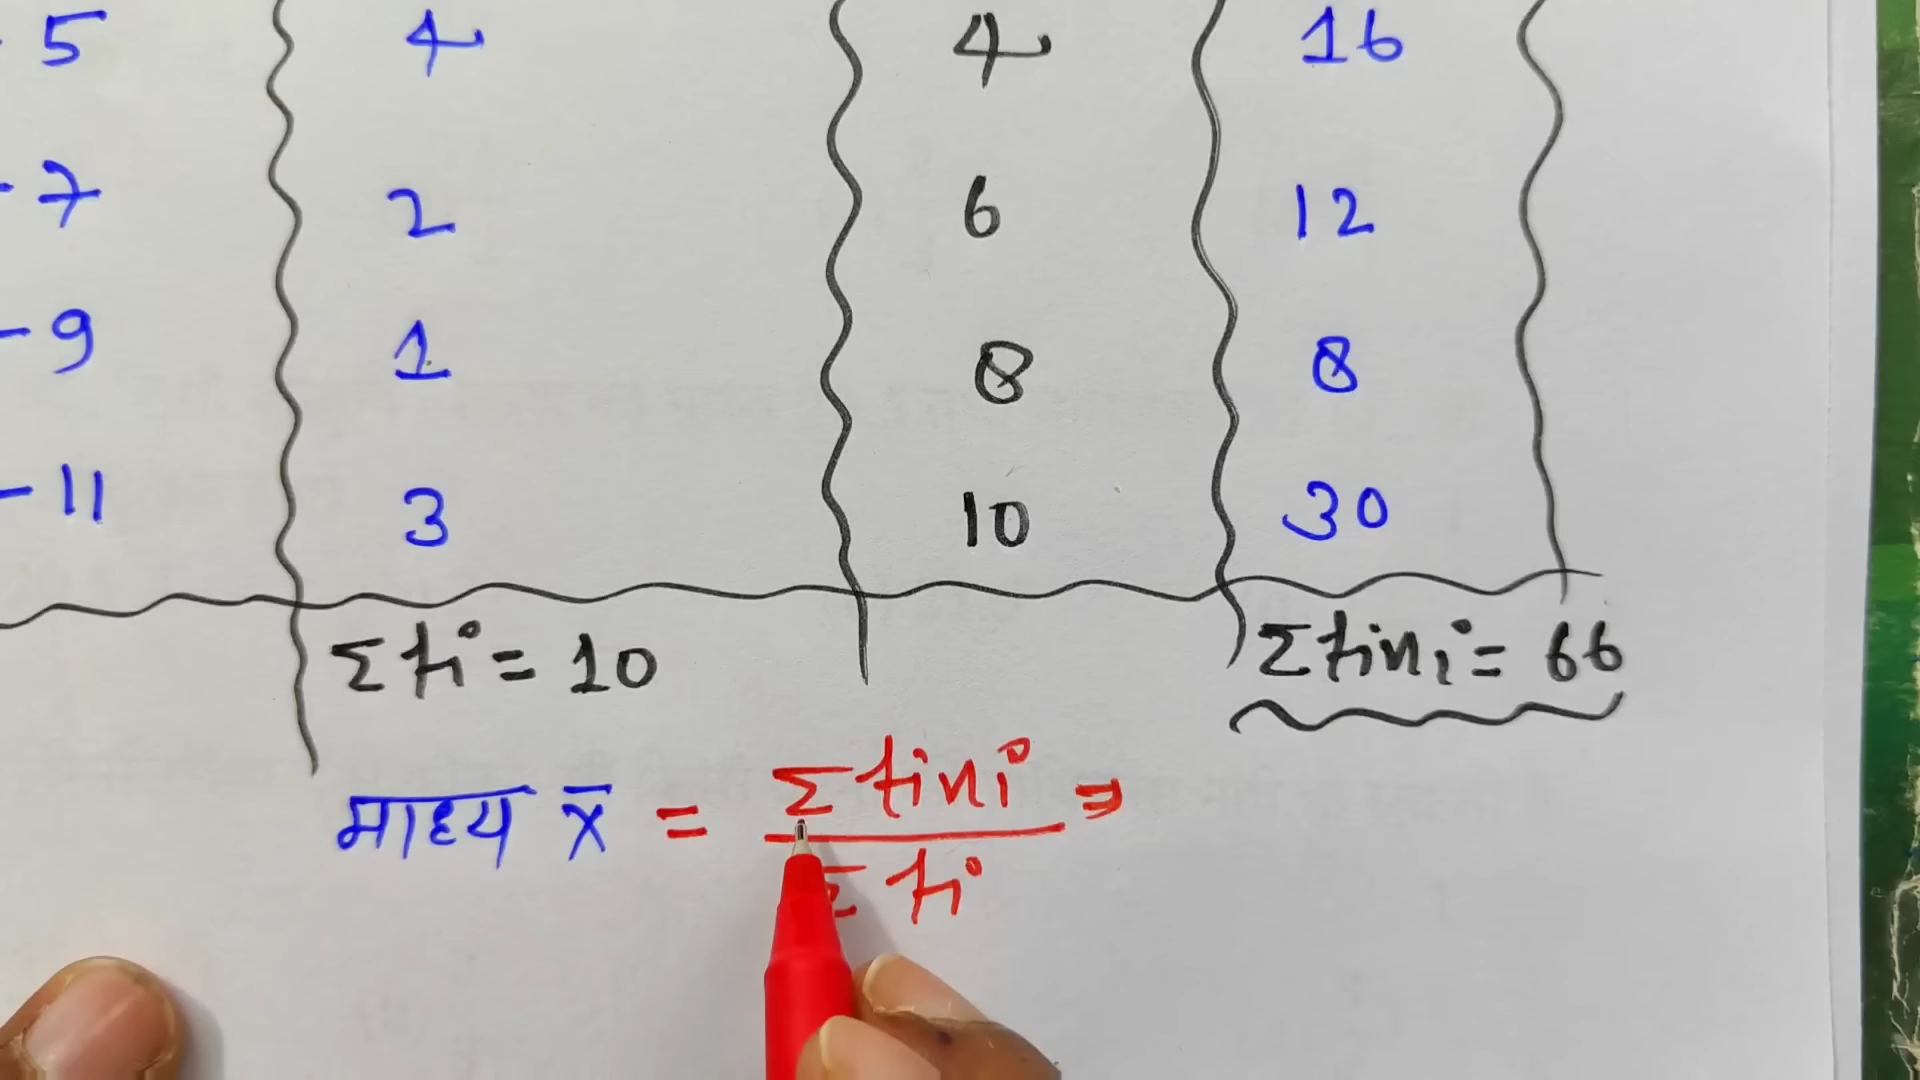 - 5 4 4 16
- 7 2 6 12
- 9 1 8 8
- 11 3 10 30
Σfi = 10 Σfixi = 66
माध्य x̄ = Σfixi / Σfi ⇒